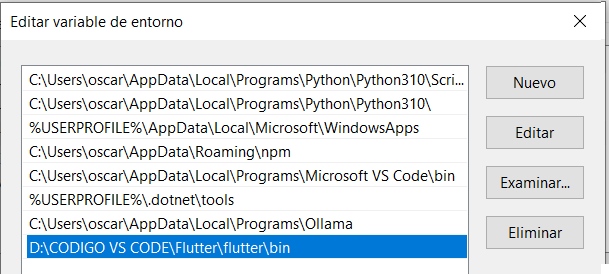 Editar variable de entorno
C:\Users\oscar\AppData\Local\Programs\Python\Python310\Scri...
Nuevo
C:\Users\oscar\AppData\Local\Programs\Python\Python310\
%USERPROFILE%\AppData\Local\Microsoft\WindowsApps
Editar
C:\Users\oscar\AppData\Roaming\npm
C:\Users\oscar\AppData\Local\Programs\Microsoft VS Code\bin
Examinar...
%USERPROFILE%\.dotnet\tools
C:\Users\oscar\AppData\Local\Programs\Ollama
Eliminar
D:\CODIGO VS CODE\Flutter\flutter\bin